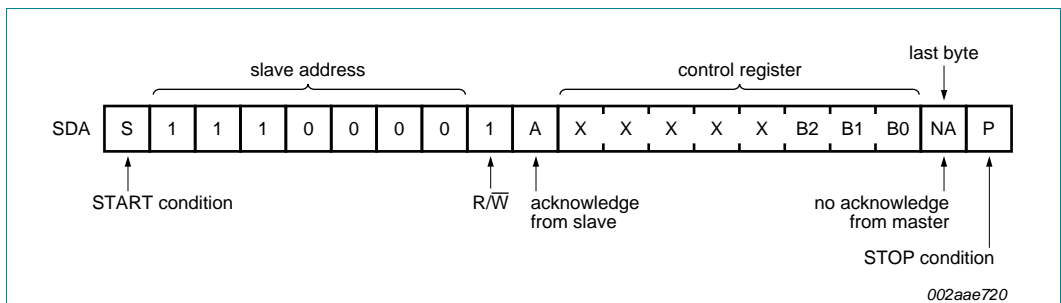 last byte
slave address control register
SDA S 1 1 1 0 0 0 0 1 A X X X X X B2 B1 B0 NA P
START condition R/W̅ acknowledge
from slave no acknowledge
from master
STOP condition
002aae720